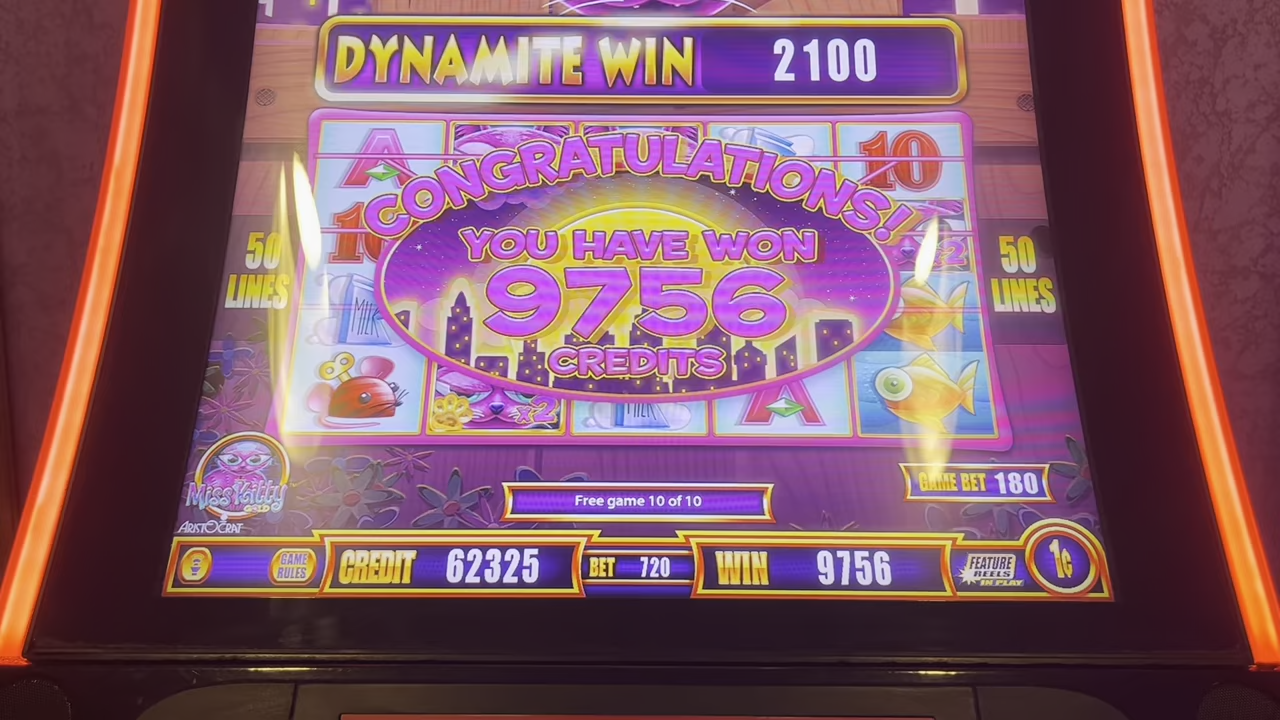 DYNAMITE WIN 2100
A
10
CONGRATULATIONS!
YOU HAVE WON
9756
CREDITS
10
x2
50
LINES
50
LINES
MILK
x2
MILK
A
Miss Kitty
GOLD
ARISTOCRAT
Free game 10 of 10
GAME BET 180
GAME
RULES
CREDIT 62325
BET 720
WIN 9756
FEATURE
REELS
IN PLAY
1¢